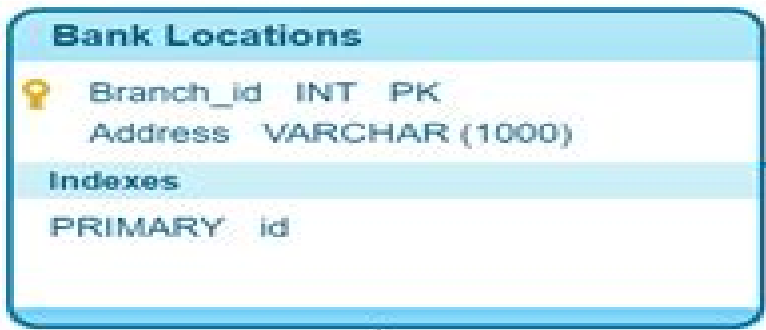 Bank Locations
Branch_id INT PK
Address VARCHAR (1000)
Indexes
PRIMARY id